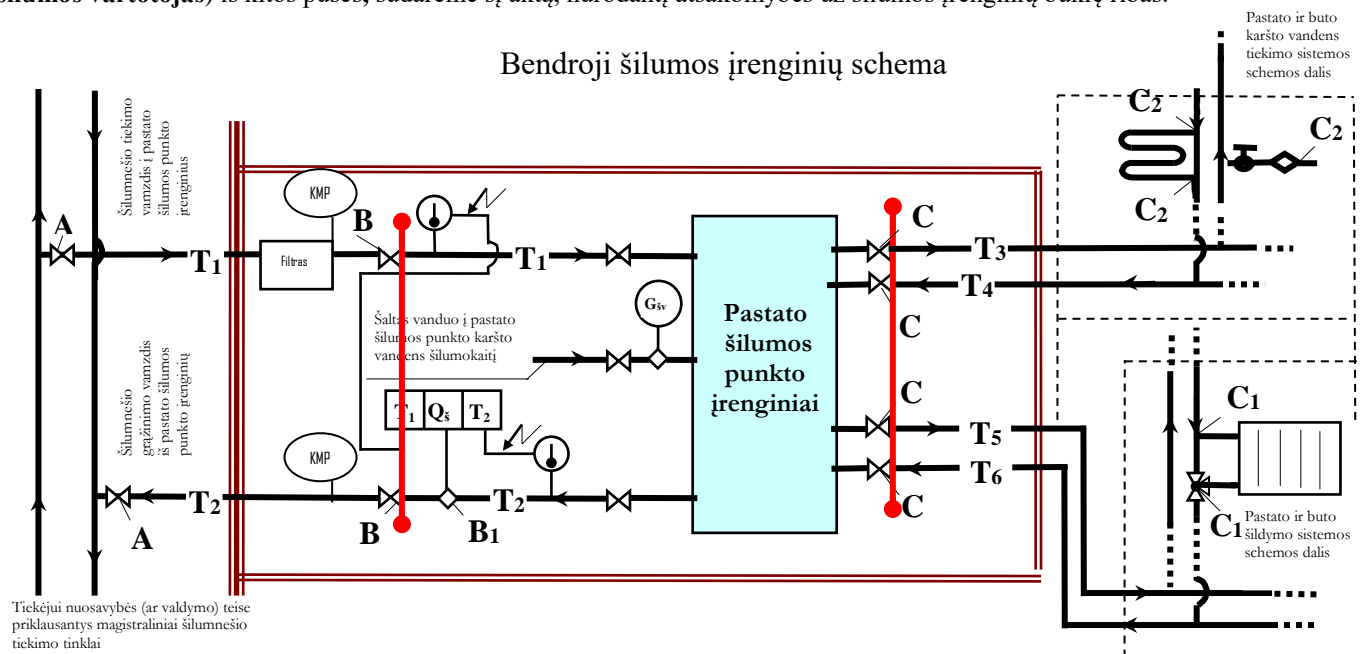 šilumos vartotojas) iš kitos pusės, sudarėme šį aktą, nurodantį atsakomybės už šilumos įrenginių būklę ribas.
Bendroji šilumos įrenginių schema
Pastato ir buto
karšto vandens
tiekimo sistemos
schemos dalis
Šilumnešio tiekimo
vamzdis į pastato
šilumos punkto
įrenginius
A
T1
KMP
Filtras
B
T1
C
T3
C2
C2
C2
C
T4
Šaltas vanduo į pastato
šilumos punkto karšto
vandens šilumokaitį
Gšv
Pastato
šilumos
punkto
įrenginiai
C
Šilumnešio
grąžinimo vamzdis
iš pastato šilumos
punkto įrenginių
T1 Qš T2
C
T5
C1
KMP
T6
A
T2
B
B1
T2
C
C1
Pastato ir buto
šildymo sistemos
schemos dalis
Tiekėjui nuosavybės (ar valdymo) teise
priklausantys magistraliniai šilumnešio
tiekimo tinklai